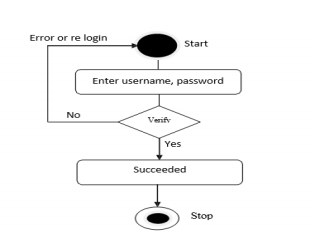 Error or re login
Start
Enter username, password
Verify
No
Yes
Succeeded
Stop